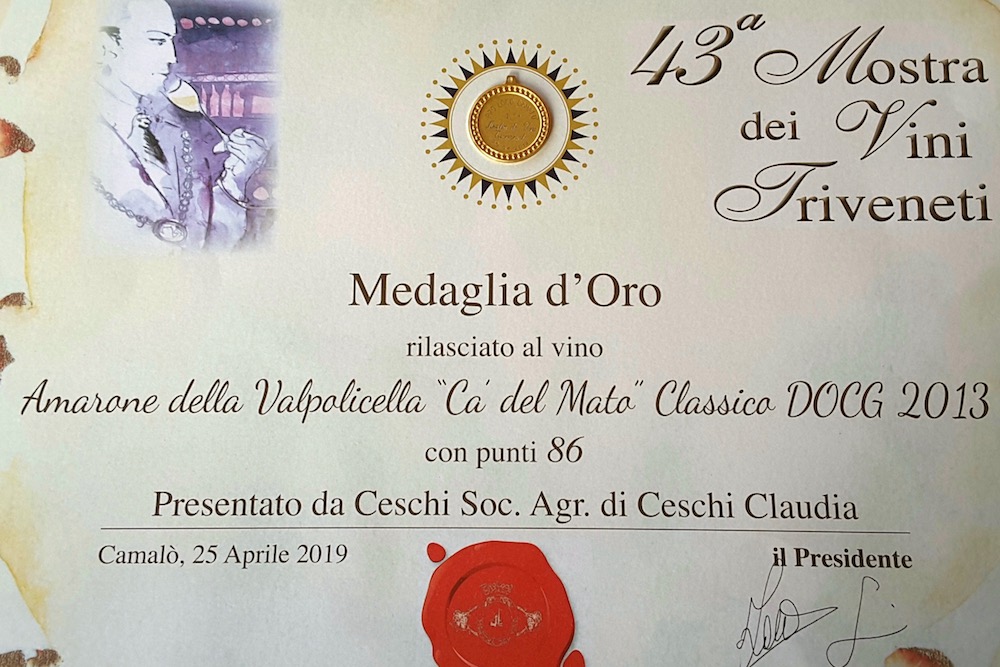 43ª Mostra
dei Vini
Triveneti
Medaglia d'Oro
rilasciato al vino
Amarone della Valpolicella "Ca' del Mato" Classico DOCG 2013
con punti 86
Presentato da Ceschi Soc. Agr. di Ceschi Claudia
Camalò, 25 Aprile 2019
il Presidente